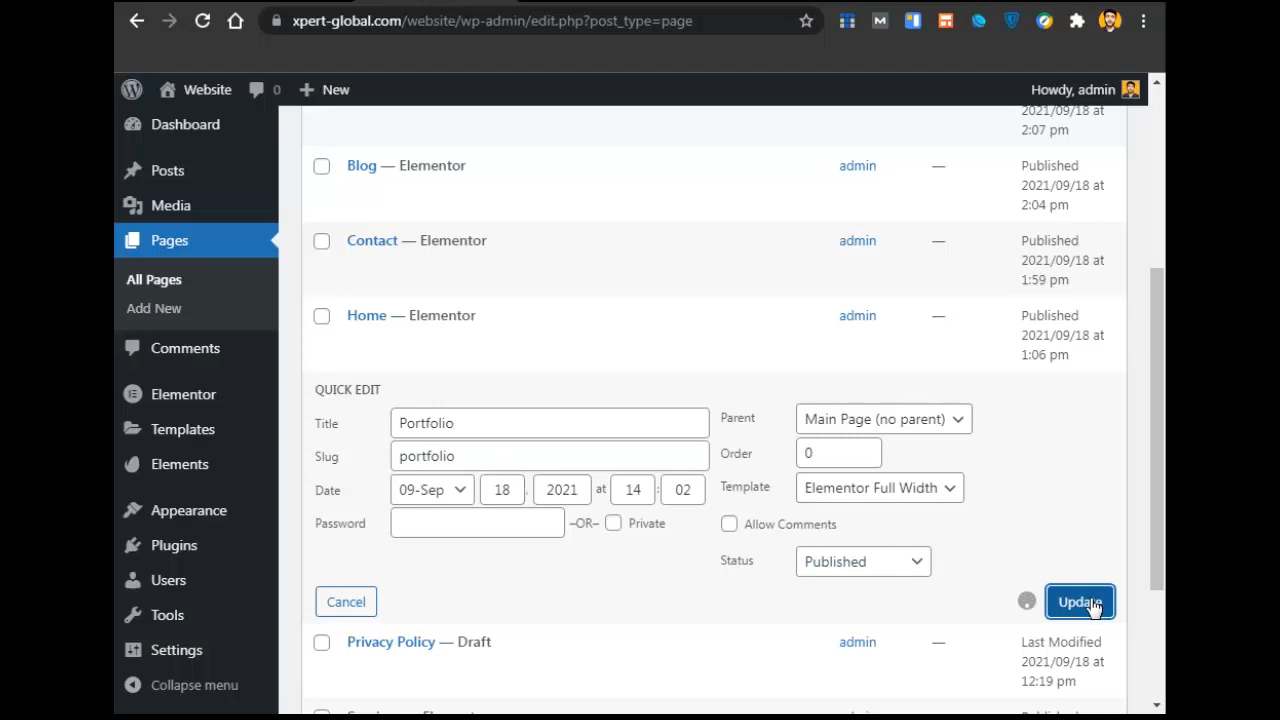 xpert-global.com/website/wp-admin/edit.php?post_type=page
Website 0 New Howdy, admin
Dashboard
Posts
Media
Pages
All Pages
Add New
Comments
Elementor
Templates
Elements
Appearance
Plugins
Users
Tools
Settings
Collapse menu
2021/09/18 at
2:07 pm
Blog — Elementor admin — Published
2021/09/18 at
2:04 pm
Contact — Elementor admin — Published
2021/09/18 at
1:59 pm
Home — Elementor admin — Published
2021/09/18 at
1:06 pm
QUICK EDIT
Title Portfolio
Slug portfolio
Date 09-Sep 18 , 2021 at 14 : 02
Password –OR– Private
Parent Main Page (no parent)
Order 0
Template Elementor Full Width
Allow Comments
Status Published
Cancel Update
Privacy Policy — Draft admin — Last Modified
2021/09/18 at
12:19 pm